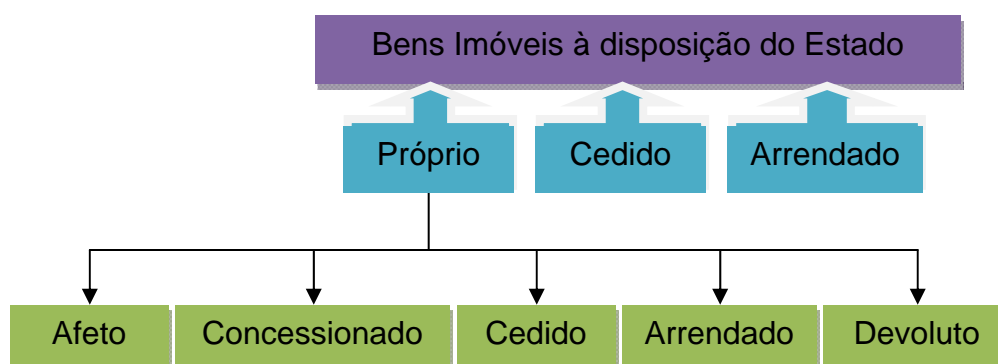 Bens Imóveis à disposição do Estado
Próprio
Cedido
Arrendado
Afeto
Concessionado
Cedido
Arrendado
Devoluto